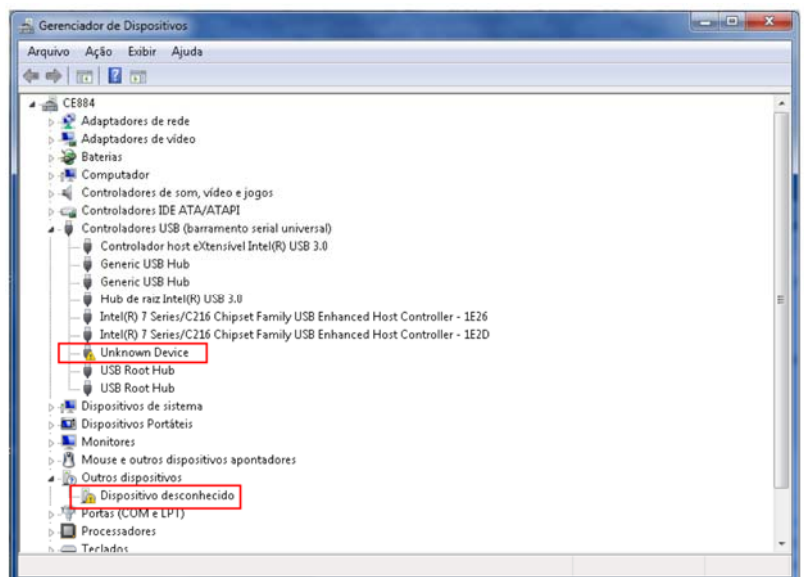 Gerenciador de Dispositivos
Arquivo Ação Exibir Ajuda
CE884
Adaptadores de rede
Adaptadores de vídeo
Baterias
Computador
Controladores de som, vídeo e jogos
Controladores IDE ATA/ATAPI
Controladores USB (barramento serial universal)
Controlador host eXtensível Intel(R) USB 3.0
Generic USB Hub
Generic USB Hub
Hub de raiz Intel(R) USB 3.0
Intel(R) 7 Series/C216 Chipset Family USB Enhanced Host Controller - 1E26
Intel(R) 7 Series/C216 Chipset Family USB Enhanced Host Controller - 1E2D
Unknown Device
USB Root Hub
USB Root Hub
Dispositivos de sistema
Dispositivos Portáteis
Monitores
Mouse e outros dispositivos apontadores
Outros dispositivos
Dispositivo desconhecido
Portas (COM e LPT)
Processadores
Teclados